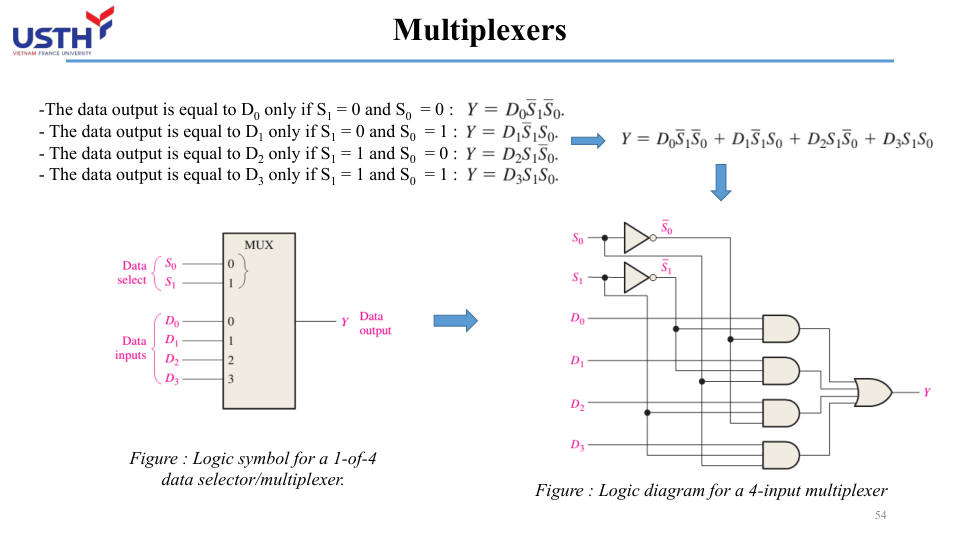 USTH
VIETNAM FRANCE UNIVERSITY
Multiplexers
-The data output is equal to D₀ only if S₁ = 0 and S₀ = 0 : Y = D₀S̅₁S̅₀.
- The data output is equal to D₁ only if S₁ = 0 and S₀ = 1 : Y = D₁S̅₁S₀.
- The data output is equal to D₂ only if S₁ = 1 and S₀ = 0 : Y = D₂S₁S̅₀.
- The data output is equal to D₃ only if S₁ = 1 and S₀ = 1 : Y = D₃S₁S₀.
Y = D₀S̅₁S̅₀ + D₁S̅₁S₀ + D₂S₁S̅₀ + D₃S₁S₀
MUX
Data
select
S₀
S₁
0
1
Data
inputs
D₀
D₁
D₂
D₃
0
1
2
3
Y
Data
output
Figure : Logic symbol for a 1-of-4
data selector/multiplexer.
S₀
S̅₀
S₁
S̅₁
D₀
D₁
D₂
D₃
Y
Figure : Logic diagram for a 4-input multiplexer
54